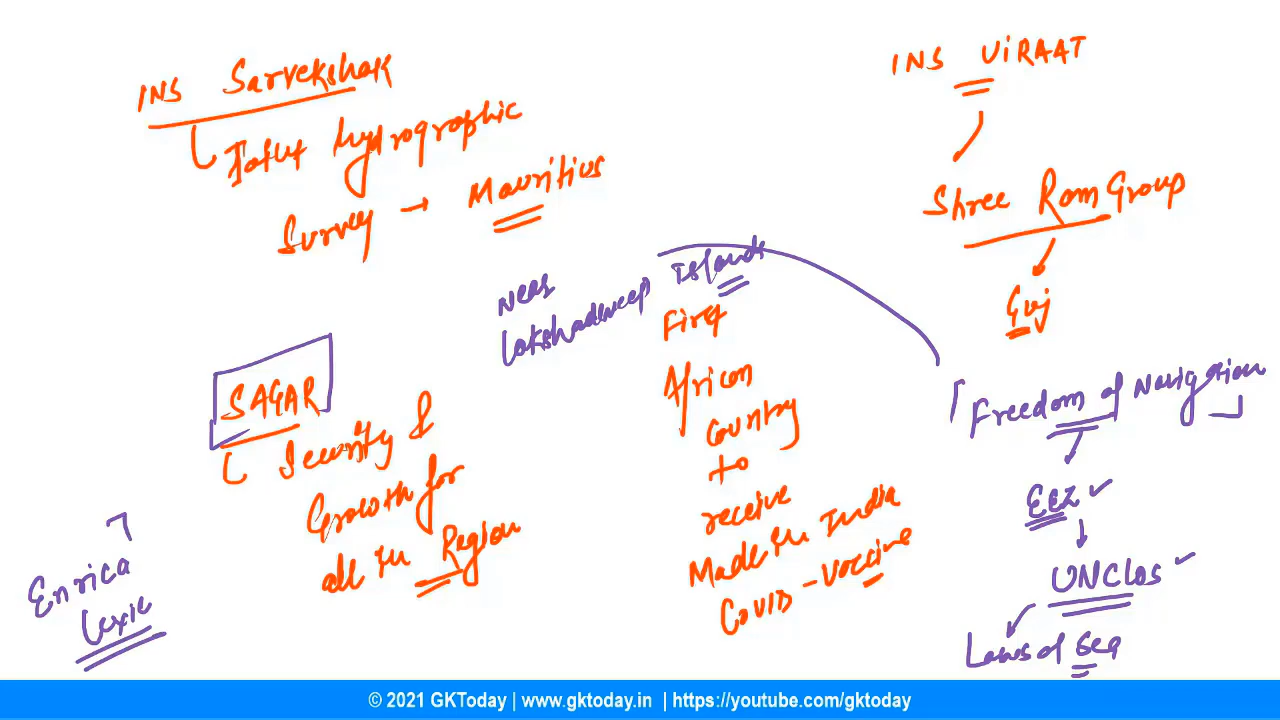 INS Sarvekshak
Joint hydrographic
Survey → Mauritius
INS ViRAAT
Shree Ram Group
Guj
Near
Lakshadweep Islands
First
African
Country
to
receive
Made in India
COVID - Vaccine
SAGAR
Security &
Growth for
all in Region
Enrica
Lexie
Freedom of Navigation
EEZ ✓
UNCLOS ✓
Laws of Sea
© 2021 GKToday | www.gktoday.in | https://youtube.com/gktoday